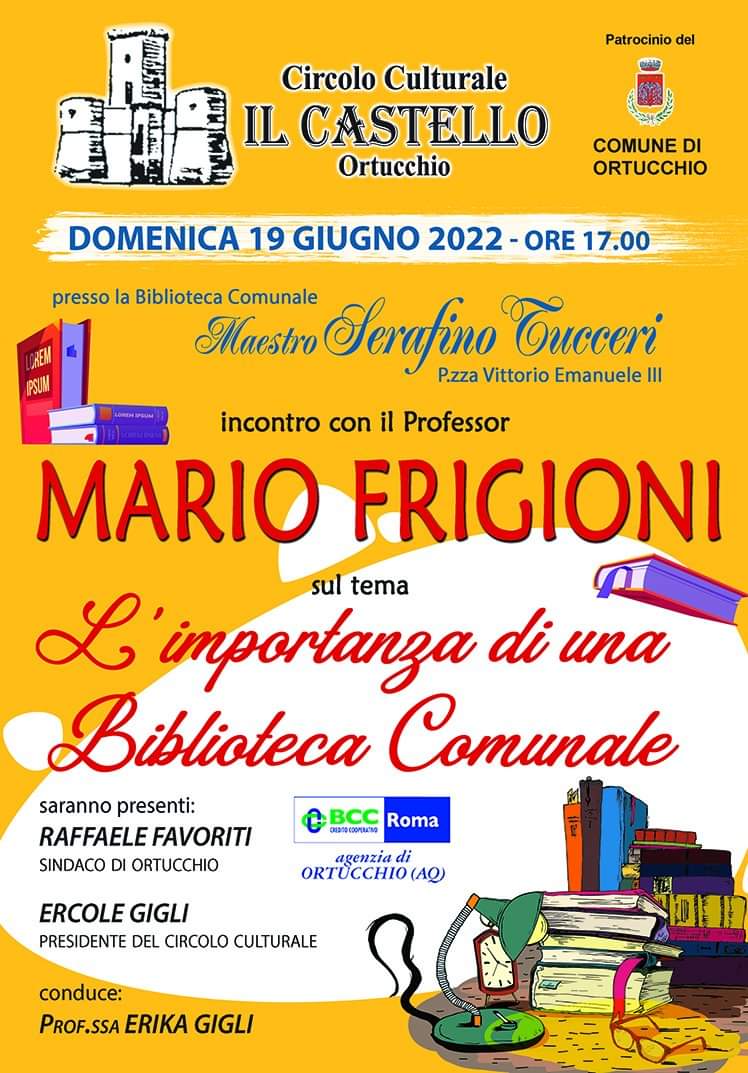 Circolo Culturale
IL CASTELLO
Ortucchio
Patrocinio del
COMUNE DI
ORTUCCHIO
DOMENICA 19 GIUGNO 2022 - ORE 17.00
presso la Biblioteca Comunale
Maestro Serafino Tucceri
P.zza Vittorio Emanuele III
LOREM
IPSUM
LOREM IPSUM
LOREM IPSUM
incontro con il Professor
MARIO FRIGIONI
sul tema
L'importanza di una
Biblioteca Comunale
saranno presenti:
RAFFAELE FAVORITI
SINDACO DI ORTUCCHIO
BCC Roma
CREDITO COOPERATIVO
agenzia di
ORTUCCHIO (AQ)
ERCOLE GIGLI
PRESIDENTE DEL CIRCOLO CULTURALE
conduce:
PROF.SSA ERIKA GIGLI